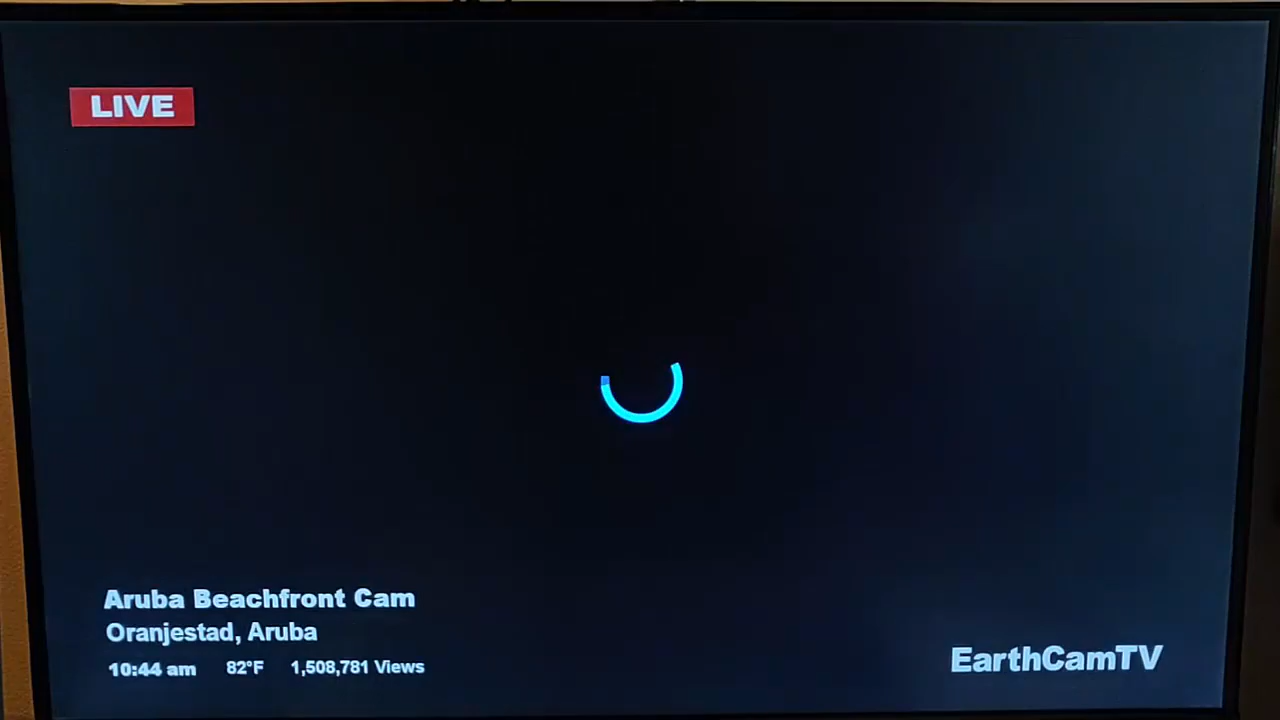 LIVE
Aruba Beachfront Cam
Oranjestad, Aruba
10:44 am 82°F 1,508,781 Views
EarthCamTV